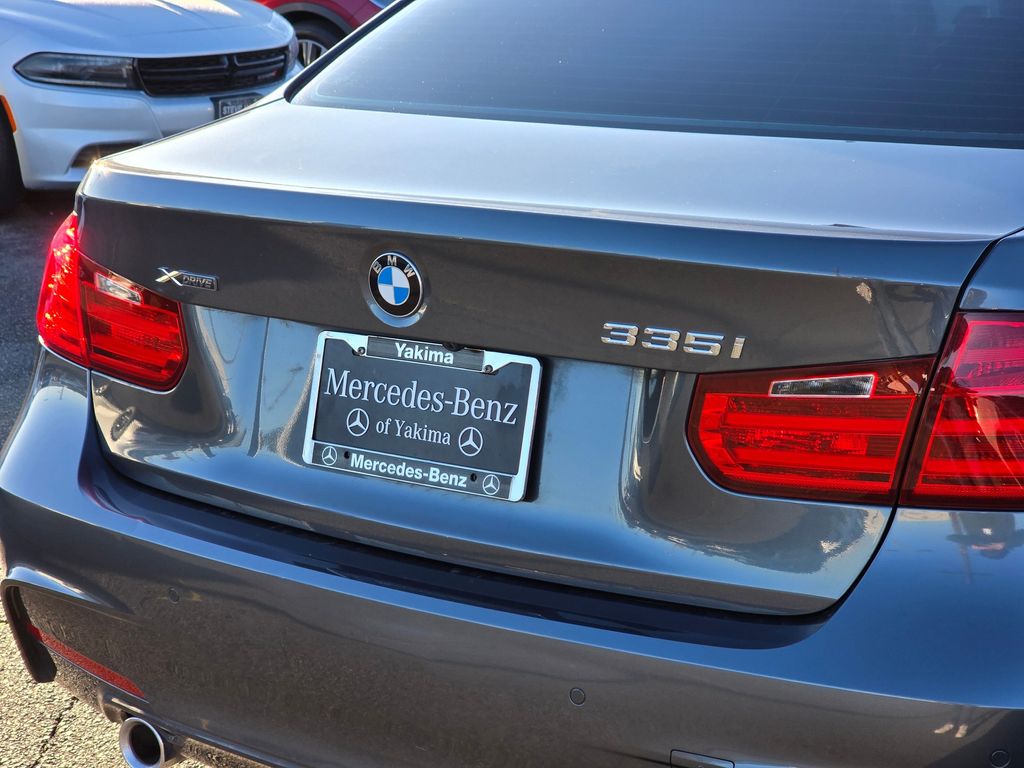 XDRIVE
BMW
335i
Yakima
Mercedes-Benz
of Yakima
Mercedes-Benz